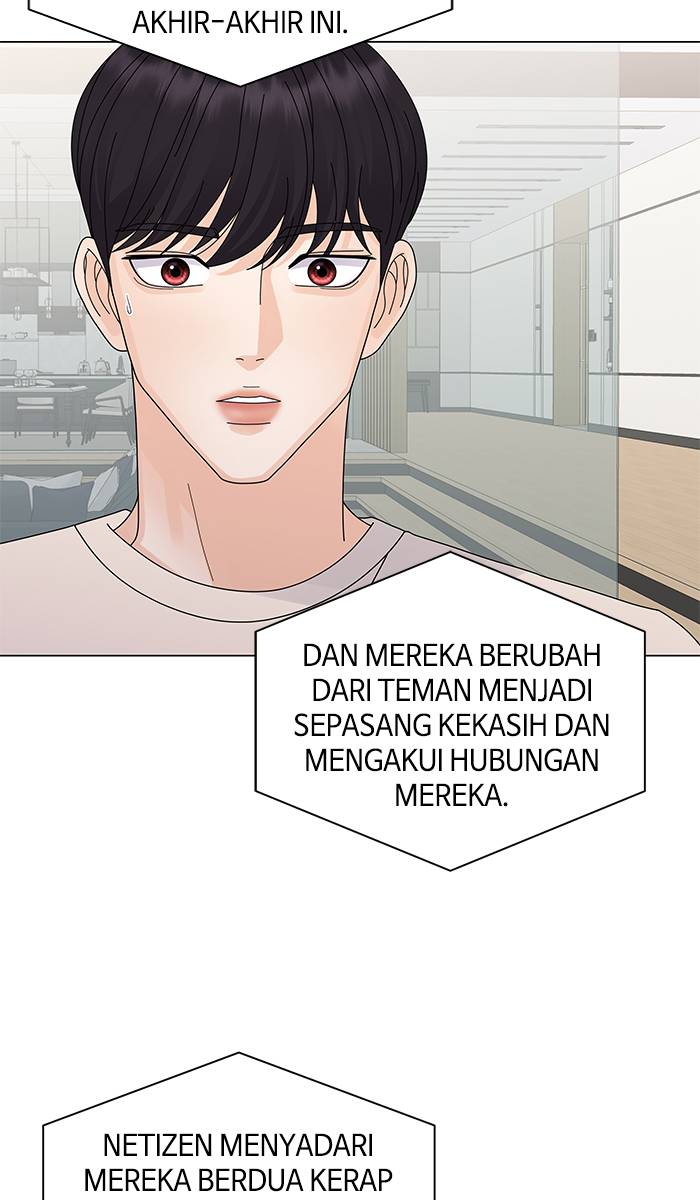 AKHIR-AKHIR INI.
DAN MEREKA BERUBAH
DARI TEMAN MENJADI
SEPASANG KEKASIH DAN
MENGAKUI HUBUNGAN
MEREKA.
NETIZEN MENYADARI
MEREKA BERDUA KERAP